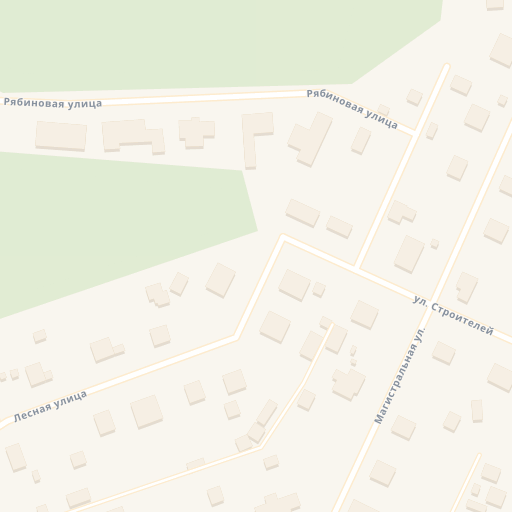 Рябиновая улица
Рябиновая улица
ул. Строителей
Магистральная ул.
Лесная улица